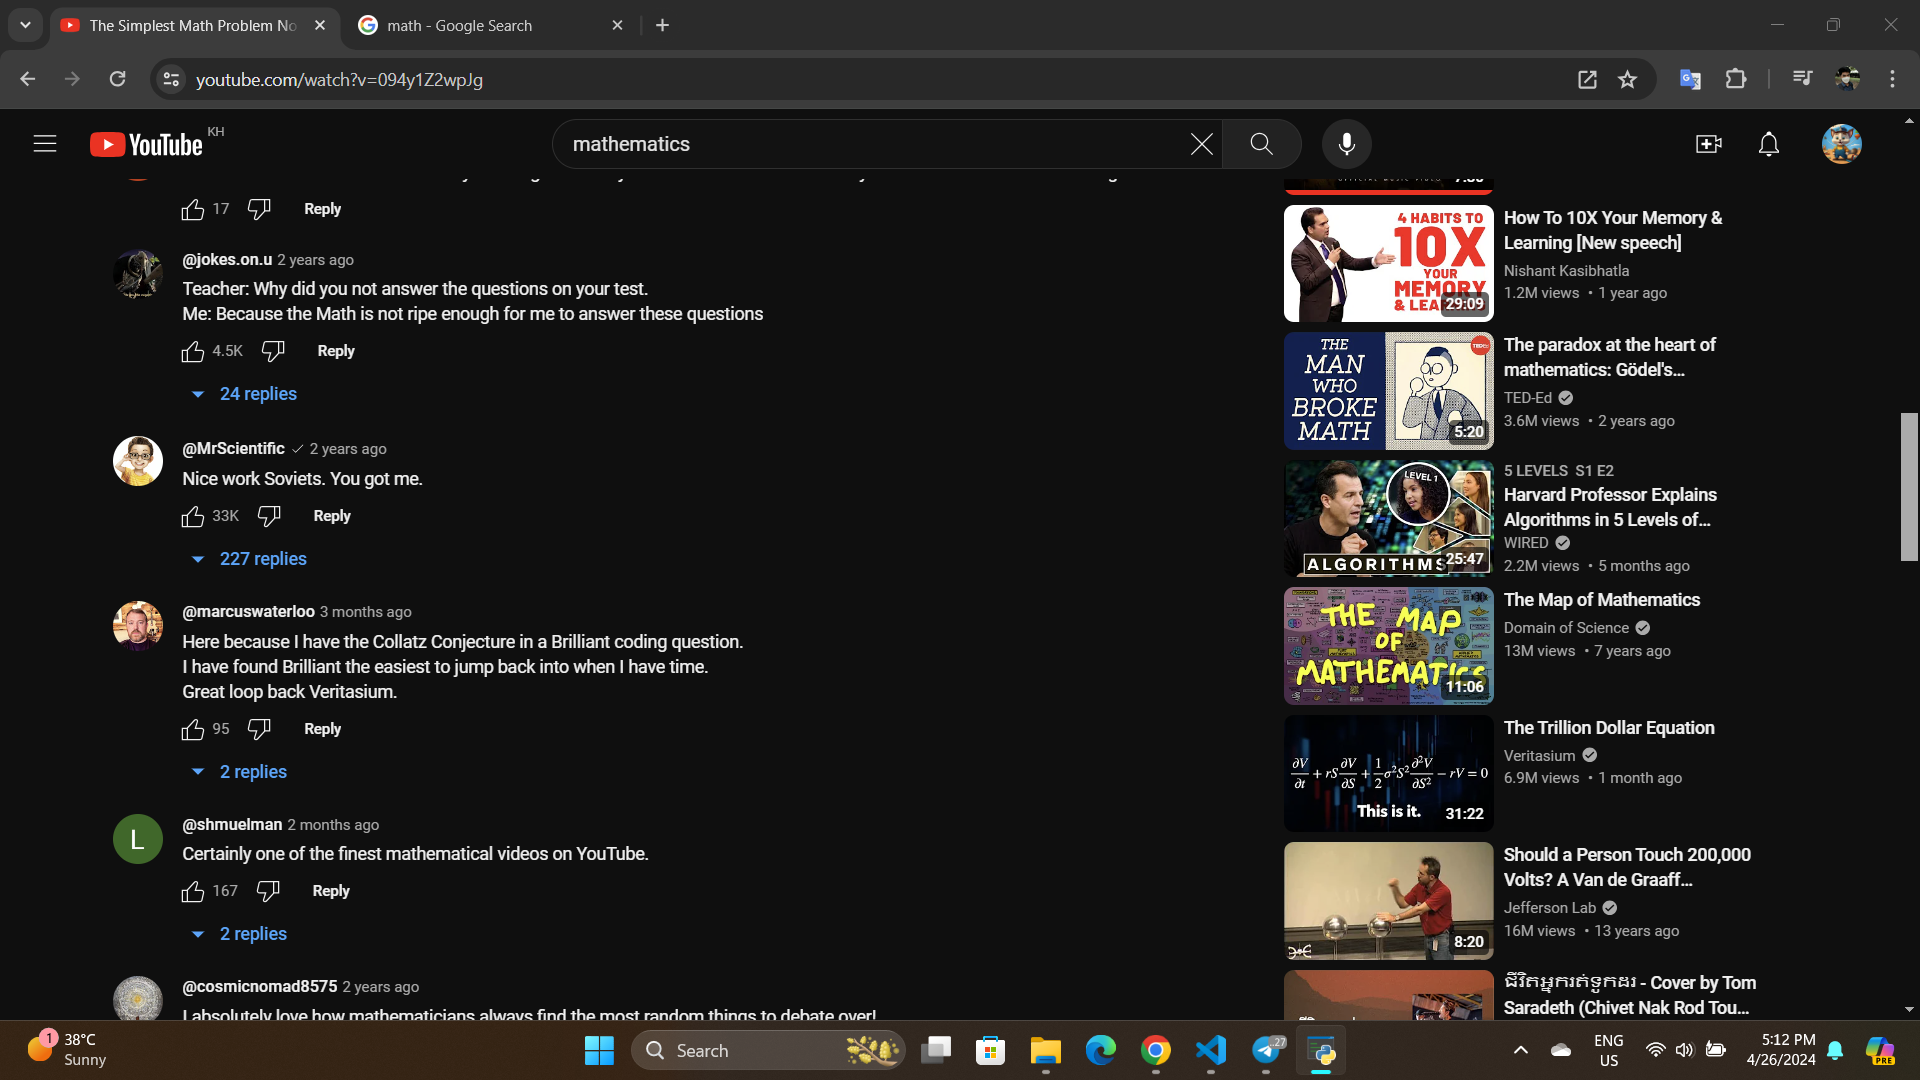 The Simplest Math Problem No
math - Google Search
youtube.com/watch?v=094y1Z2wpJg
YouTube KH
mathematics
17
Reply
@jokes.on.u 2 years ago
Teacher: Why did you not answer the questions on your test.
Me: Because the Math is not ripe enough for me to answer these questions
4.5K
Reply
24 replies
@MrScientific 2 years ago
Nice work Soviets. You got me.
33K
Reply
227 replies
@marcuswaterloo 3 months ago
Here because I have the Collatz Conjecture in a Brilliant coding question.
I have found Brilliant the easiest to jump back into when I have time.
Great loop back Veritasium.
95
Reply
2 replies
L
@shmuelman 2 months ago
Certainly one of the finest mathematical videos on YouTube.
167
Reply
2 replies
@cosmicnomad8575 2 years ago
I absolutely love how mathematicians always find the most random things to debate over!
4 HABITS TO
10X
YOUR
MEMORY
& LEA
29:09
How To 10X Your Memory &
Learning [New speech]
Nishant Kasibhatla
1.2M views • 1 year ago
THE
MAN
WHO
BROKE
MATH
5:20
The paradox at the heart of
mathematics: Gödel's...
TED-Ed
3.6M views • 2 years ago
LEVEL 1
ALGORITHMS
25:47
5 LEVELS S1 E2
Harvard Professor Explains
Algorithms in 5 Levels of...
WIRED
2.2M views • 5 months ago
THE MAP
OF
MATHEMATICS
11:06
The Map of Mathematics
Domain of Science
13M views • 7 years ago
∂V/∂t + rS ∂V/∂S + 1/2 σ²S² ∂²V/∂S² − rV = 0
This is it.
31:22
The Trillion Dollar Equation
Veritasium
6.9M views • 1 month ago
8:20
Should a Person Touch 200,000
Volts? A Van de Graaff...
Jefferson Lab
16M views • 13 years ago
ជីវិតអ្នករត់ទូកដរ - Cover by Tom
Saradeth (Chivet Nak Rod Tou...
1
38°C
Sunny
Search
27
ENG
US
5:12 PM
4/26/2024
PRE